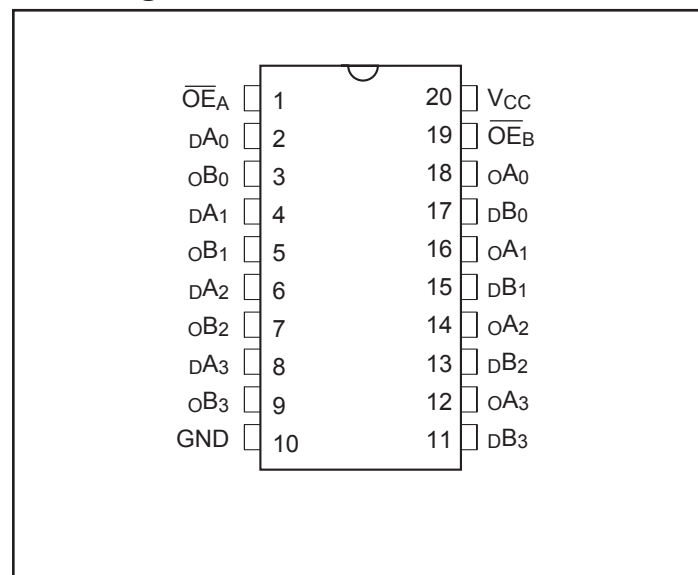 O̅E̅A 1 20 VCC
DA0 2 19 O̅E̅B
OB0 3 18 OA0
DA1 4 17 DB0
OB1 5 16 OA1
DA2 6 15 DB1
OB2 7 14 OA2
DA3 8 13 DB2
OB3 9 12 OA3
GND 10 11 DB3